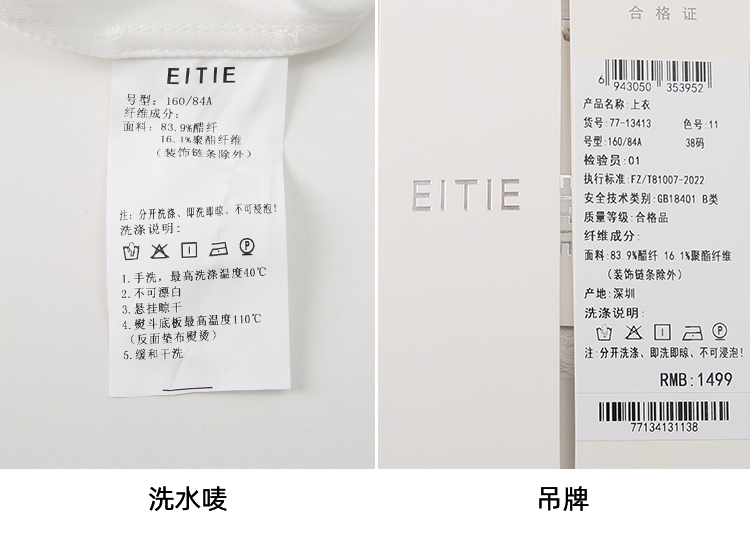 EITIE
号型：160/84A
纤维成分：
面料：83.9%醋纤
16.1%聚酯纤维
（装饰链条除外）
注：分开洗涤、即洗即晾、不可浸泡！
洗涤说明：
1.手洗，最高洗涤温度40℃
2.不可漂白
3.悬挂晾干
4.熨斗底板最高温度110℃
（反面垫布熨烫）
5.缓和干洗
洗水唛
EITIE
合格证
6 943050 353952
产品名称：上衣
货号：77-13413 色号：11
号型：160/84A 38码
检验员：01
执行标准：FZ/T81007-2022
安全技术类别：GB18401 B类
质量等级：合格品
纤维成分：
面料：83.9%醋纤 16.1%聚酯纤维
（装饰链条除外）
产地：深圳
洗涤说明：
注：分开洗涤、即洗即晾、不可浸泡！
RMB：1499
77134131138
吊牌